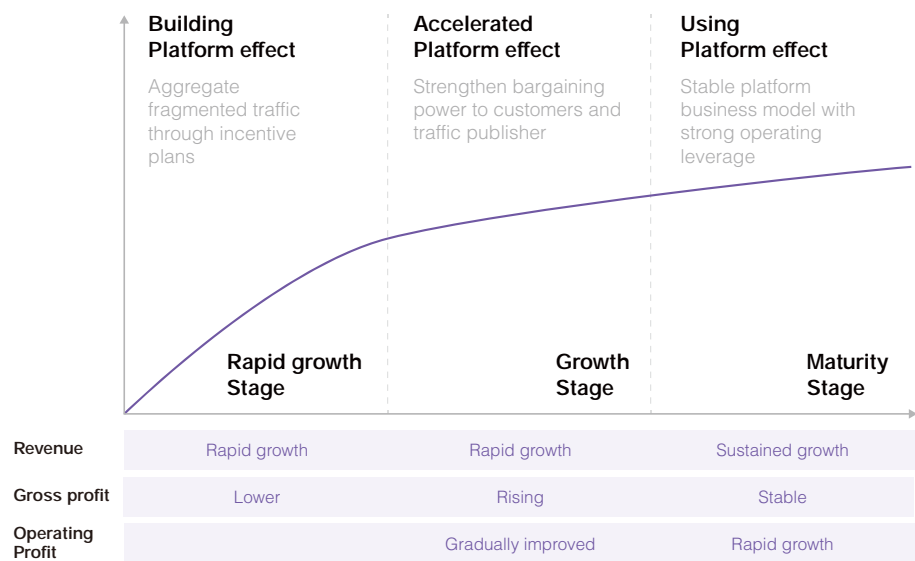 Building
Platform effect
Aggregate
fragmented traffic
through incentive
plans
Accelerated
Platform effect
Strengthen bargaining
power to customers and
traffic publisher
Using
Platform effect
Stable platform
business model with
strong operating
leverage
Rapid growth
Stage
Growth
Stage
Maturity
Stage
Revenue
Rapid growth
Rapid growth
Sustained growth
Gross profit
Lower
Rising
Stable
Operating
Profit
Gradually improved
Rapid growth